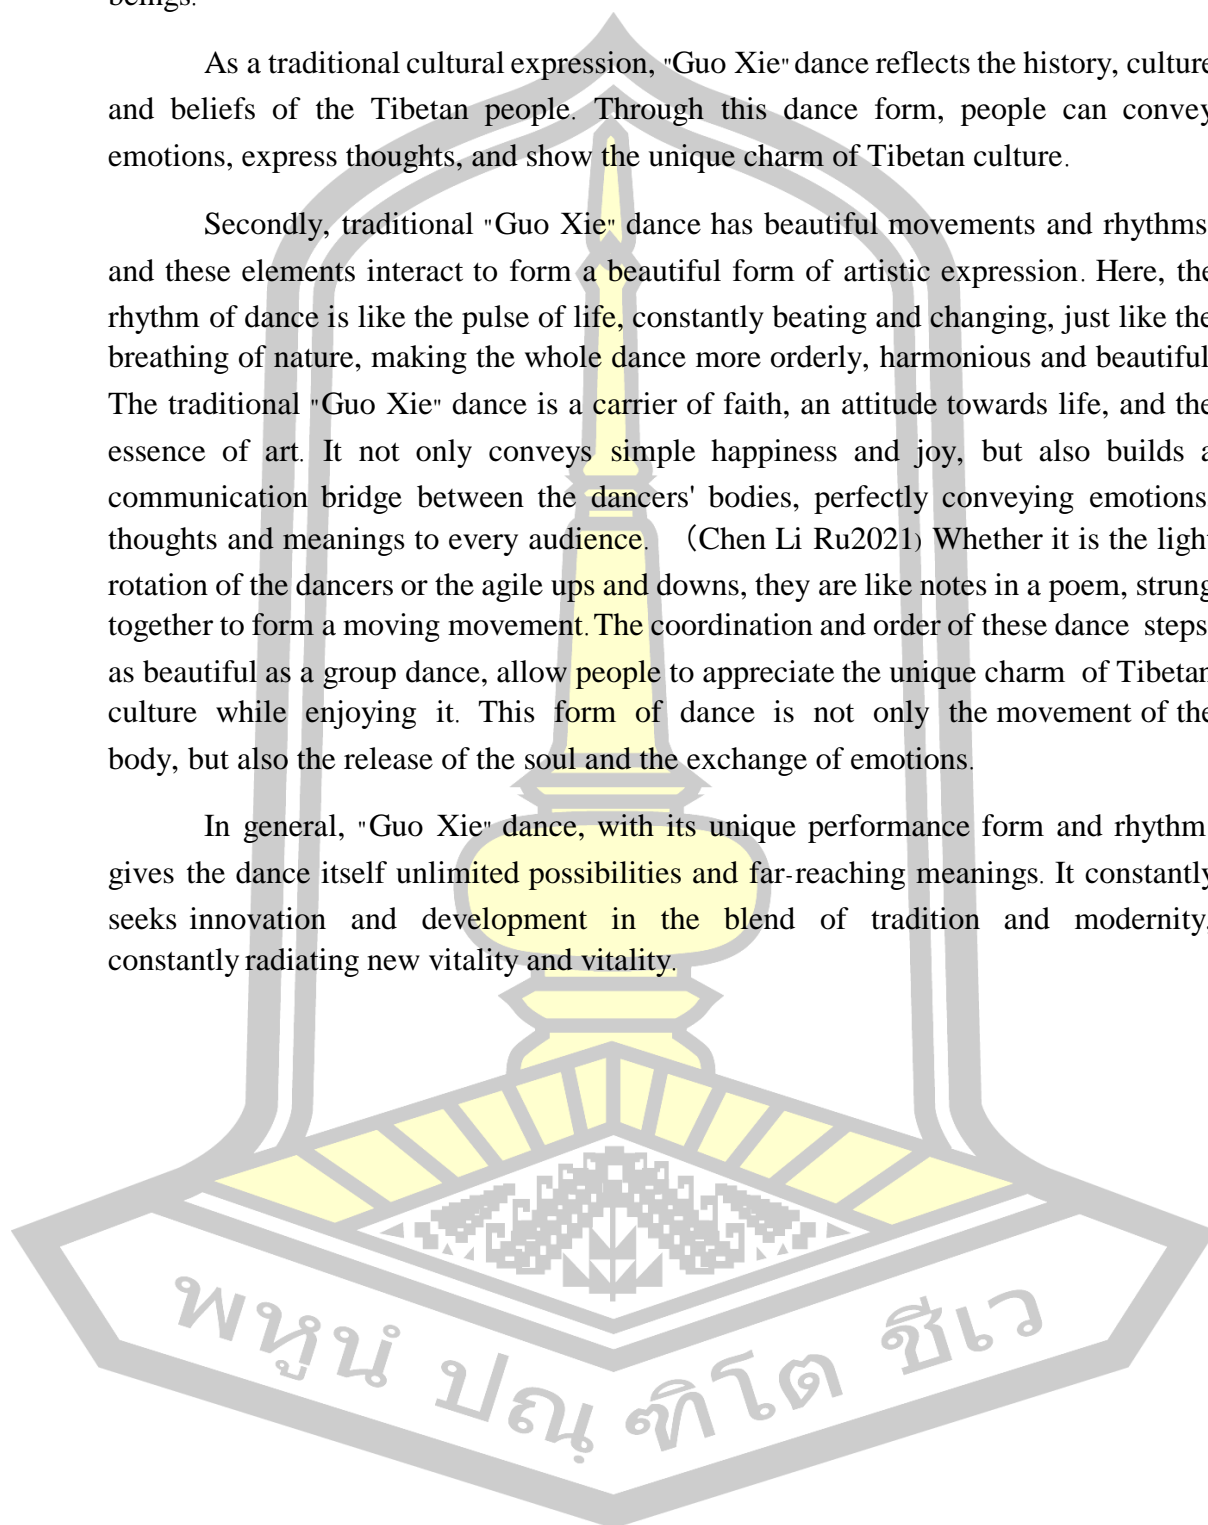 beings.
As a traditional cultural expression, "Guo Xie" dance reflects the history, culture
and beliefs of the Tibetan people. Through this dance form, people can convey
emotions, express thoughts, and show the unique charm of Tibetan culture.
Secondly, traditional "Guo Xie" dance has beautiful movements and rhythms
and these elements interact to form a beautiful form of artistic expression. Here, the
rhythm of dance is like the pulse of life, constantly beating and changing, just like the
breathing of nature, making the whole dance more orderly, harmonious and beautiful
The traditional "Guo Xie" dance is a carrier of faith, an attitude towards life, and the
essence of art. It not only conveys simple happiness and joy, but also builds a
communication bridge between the dancers' bodies, perfectly conveying emotions
thoughts and meanings to every audience. （Chen Li Ru2021) Whether it is the light
rotation of the dancers or the agile ups and downs, they are like notes in a poem, strung
together to form a moving movement. The coordination and order of these dance steps
as beautiful as a group dance, allow people to appreciate the unique charm of Tibetan
culture while enjoying it. This form of dance is not only the movement of the
body, but also the release of the soul and the exchange of emotions.
In general, "Guo Xie" dance, with its unique performance form and rhythm
gives the dance itself unlimited possibilities and far-reaching meanings. It constantly
seeks innovation and development in the blend of tradition and modernity,
constantly radiating new vitality and vitality.
พหูนํ ปณฺ ฑิโต ชีเว